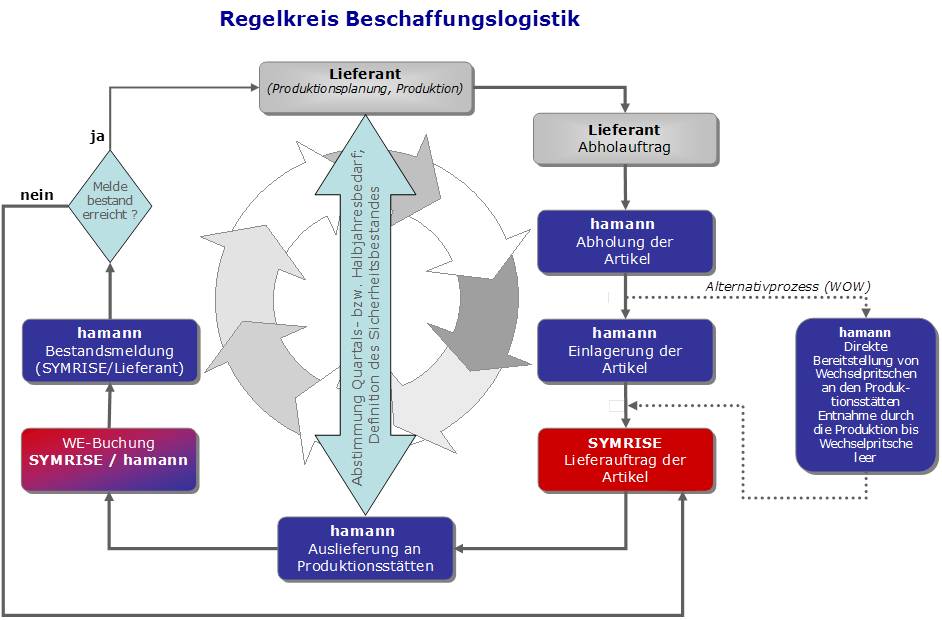 Regelkreis Beschaffungslogistik
Lieferant
(Produktionsplanung, Produktion)
Lieferant
Abholauftrag
ja
nein
Melde
bestand
erreicht ?
hamann
Abholung der
Artikel
Alternativprozess (WOW)
hamann
Bestandsmeldung
(SYMRISE/Lieferant)
Abstimmung Quartals- bzw. Halbjahresbedarf;
Definition des Sicherheitsbestandes
hamann
Einlagerung der
Artikel
hamann
Direkte
Bereitstellung von
Wechselpritschen
an den Produk-
tionsstätten
Entnahme durch
die Produktion bis
Wechselpritsche
leer
WE-Buchung
SYMRISE / hamann
SYMRISE
Lieferauftrag der
Artikel
hamann
Auslieferung an
Produktionsstätten